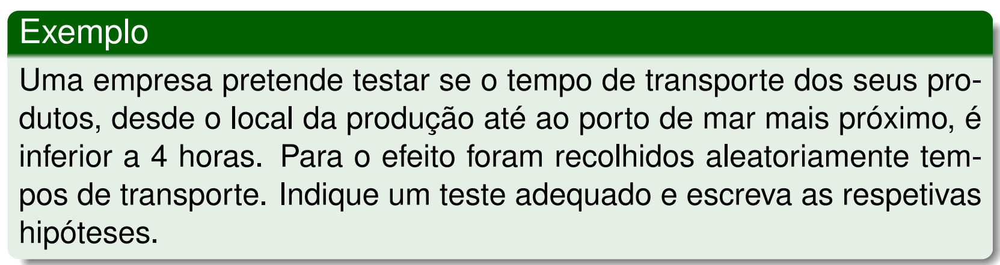 Exemplo
Uma empresa pretende testar se o tempo de transporte dos seus pro-
dutos, desde o local da produção até ao porto de mar mais próximo, é
inferior a 4 horas. Para o efeito foram recolhidos aleatoriamente tem-
pos de transporte. Indique um teste adequado e escreva as respetivas
hipóteses.